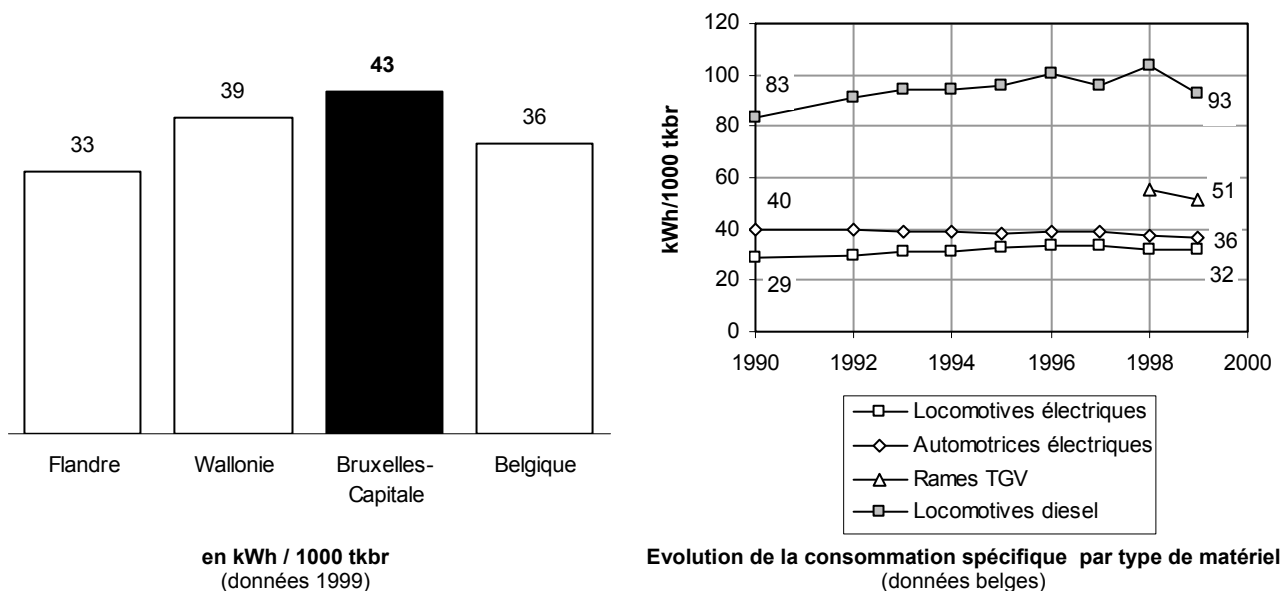 33
39
43
36
Flandre
Wallonie
Bruxelles-
Capitale
Belgique
en kWh / 1000 tkbr
(données 1999)
kWh/1000 tkbr
120
100
80
60
40
20
0
83
93
51
40
36
29
32
1990
1992
1994
1996
1998
2000
Locomotives électriques
Automotrices électriques
Rames TGV
Locomotives diesel
Evolution de la consommation spécifique par type de matériel
(données belges)